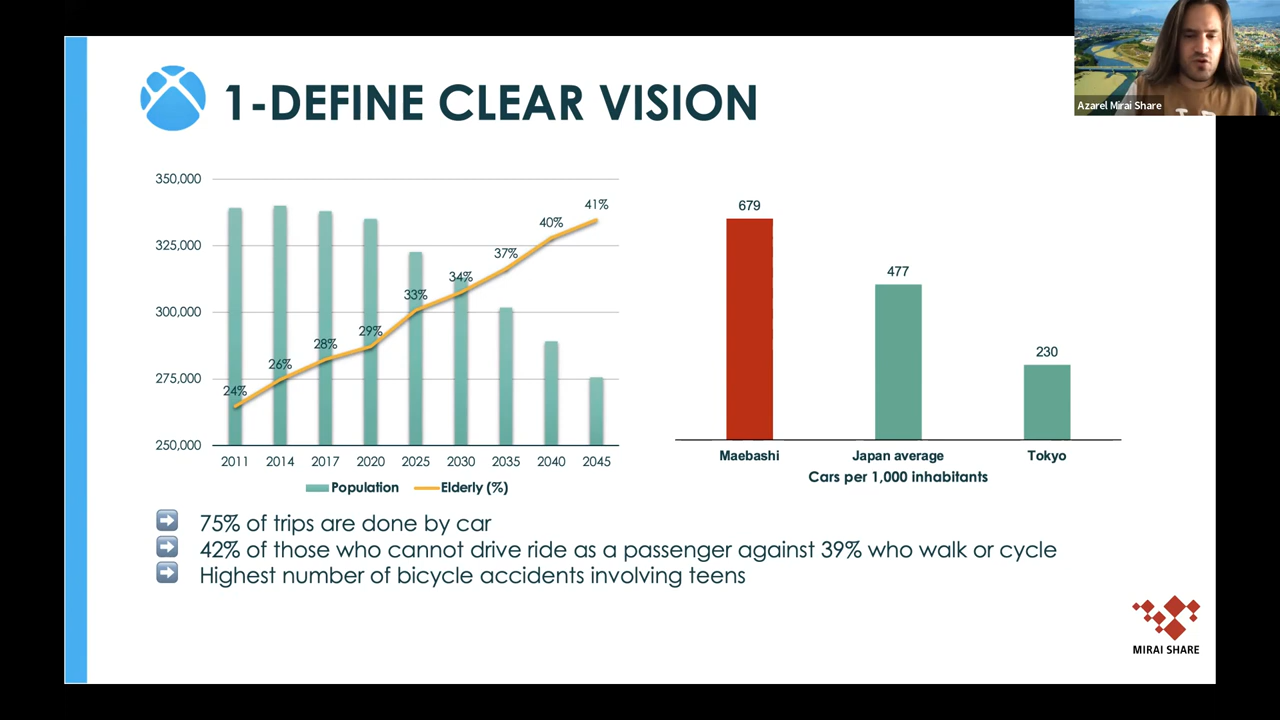 Azarel Mirai Share
1-DEFINE CLEAR VISION
350,000
325,000
300,000
275,000
250,000
24%
26%
28%
29%
33%
34%
37%
40%
41%
2011 2014 2017 2020 2025 2030 2035 2040 2045
Population Elderly (%)
679
477
230
Maebashi Japan average Tokyo
Cars per 1,000 inhabitants
75% of trips are done by car
42% of those who cannot drive ride as a passenger against 39% who walk or cycle
Highest number of bicycle accidents involving teens
MIRAI SHARE